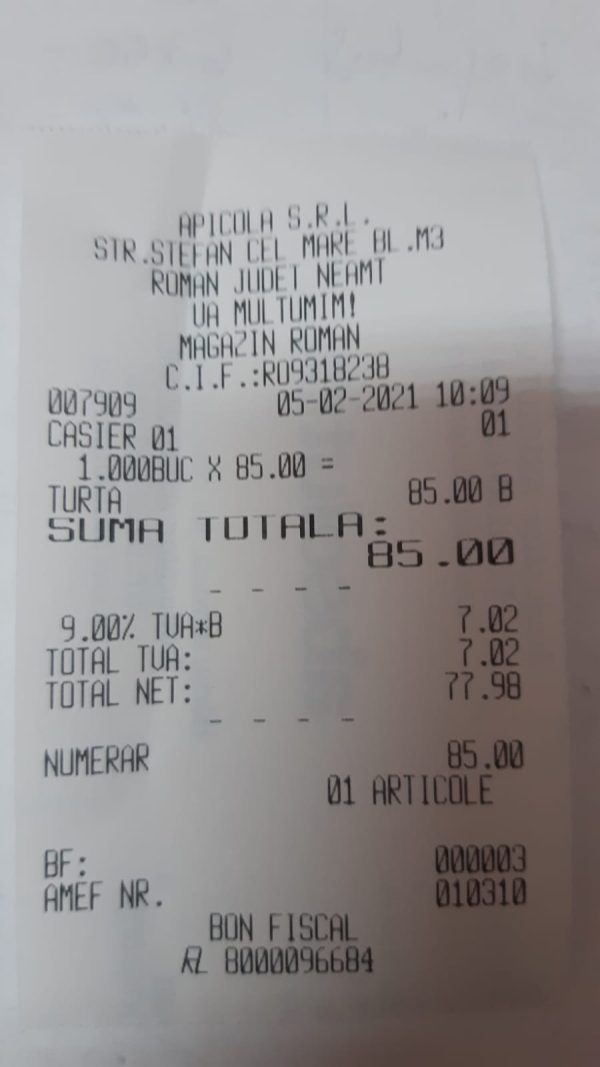 APICOLA S.R.L.
STR.STEFAN CEL MARE BL.M3
ROMAN JUDET NEAMT
VA MULTUMIM!
MAGAZIN ROMAN
C.I.F.:RO9318238
007909 05-02-2021 10:09
CASIER 01 01
1.000BUC X 85.00 =
TURTA 85.00 B
SUMA TOTALA:
85.00
- - - -
9.00% TVA*B 7.02
TOTAL TVA: 7.02
TOTAL NET: 77.98
- - - -
NUMERAR 85.00
01 ARTICOLE
BF: 000003
AMEF NR. 010310
BON FISCAL
8000096684